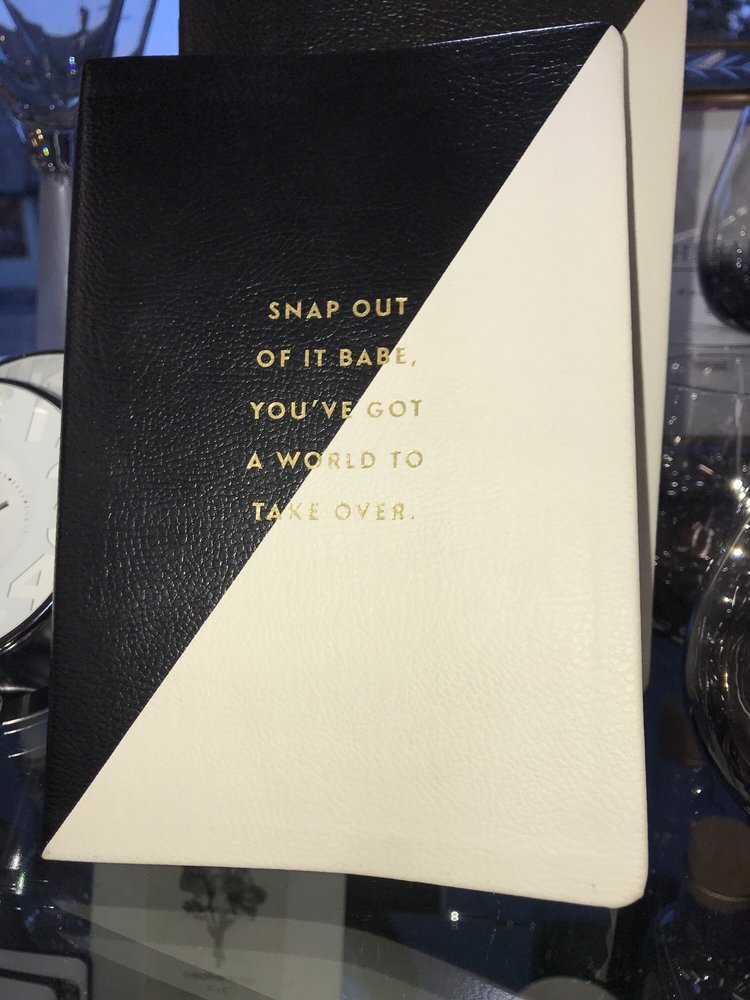 SNAP OUT
OF IT BABE,
YOU'VE GOT
A WORLD TO
TAKE OVER.